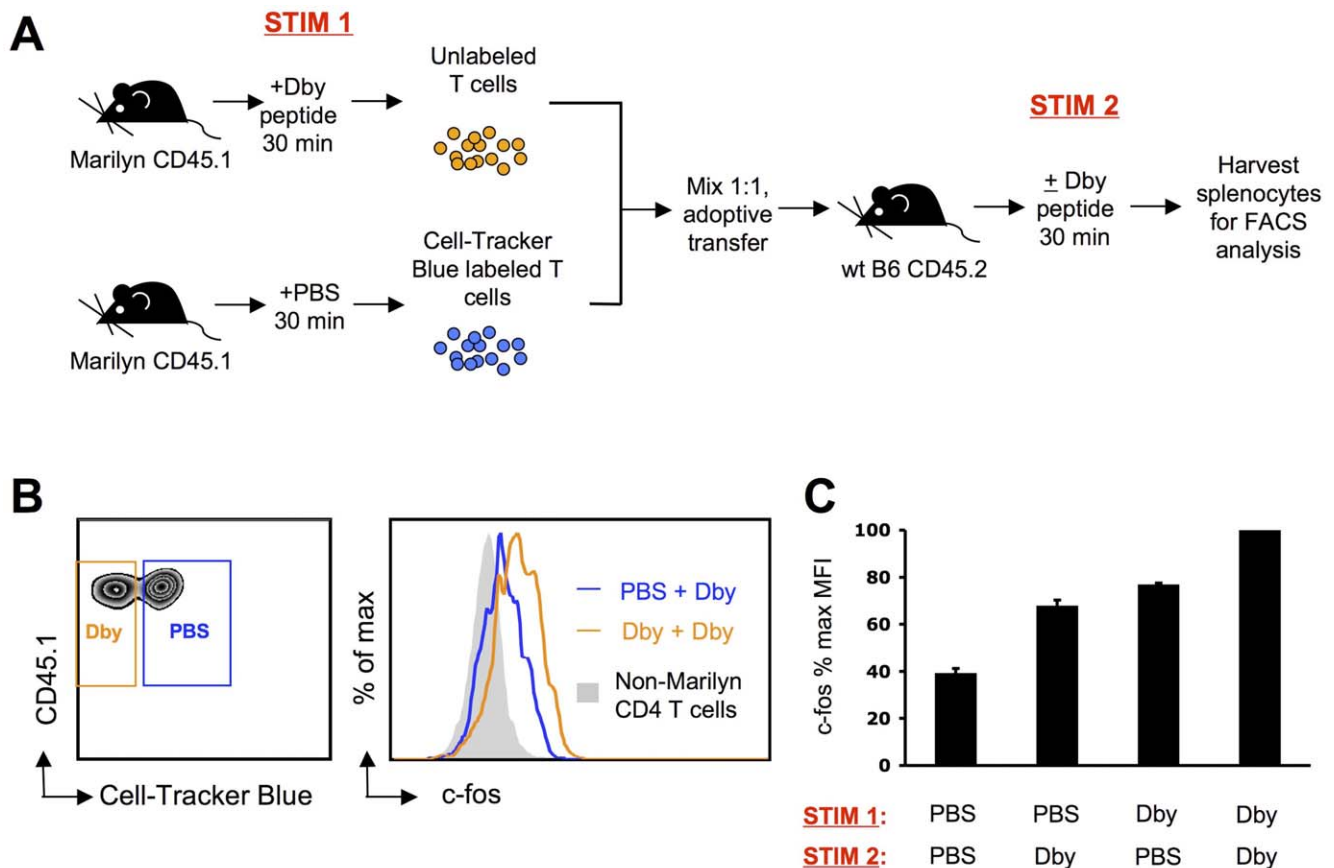 A
STIM 1
Marilyn CD45.1
+Dby
peptide
30 min
Unlabeled
T cells
Marilyn CD45.1
+PBS
30 min
Cell-Tracker
Blue labeled T
cells
Mix 1:1,
adoptive
transfer
wt B6 CD45.2
STIM 2
± Dby
peptide
30 min
Harvest
splenocytes
for FACS
analysis
B
CD45.1
Dby
PBS
Cell-Tracker Blue
% of max
PBS + Dby
Dby + Dby
Non-Marilyn
CD4 T cells
c-fos
C
c-fos % max MFI
100
80
60
40
20
0
STIM 1: PBS PBS Dby Dby
STIM 2: PBS Dby PBS Dby